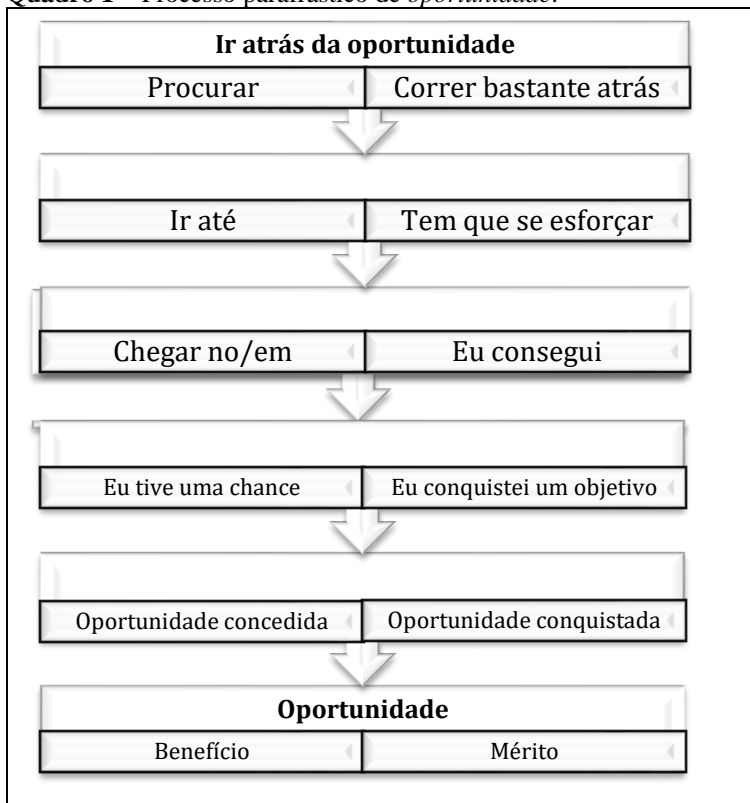 Quadro 1 – Processo parafrástico de oportunidade.
Ir atrás da oportunidade
Procurar Correr bastante atrás
Ir até Tem que se esforçar
Chegar no/em Eu consegui
Eu tive uma chance Eu conquistei um objetivo
Oportunidade concedida Oportunidade conquistada
Oportunidade
Benefício Mérito